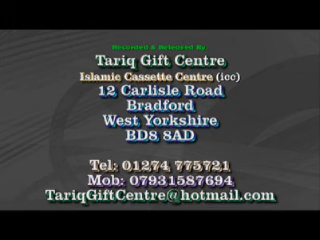 Recorded & Released By
Tariq Gift Centre
Islamic Cassette Centre (icc)
12 Carlisle Road
Bradford
West Yorkshire
BD8 8AD
Tel: 01274 775721
Mob: 07931587694
TariqGiftCentre@hotmail.com